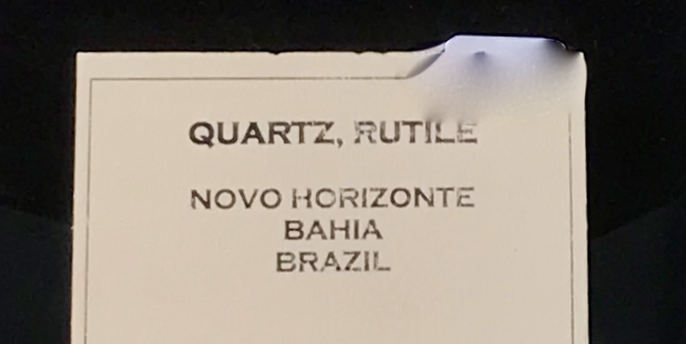 QUARTZ, RUTILE
NOVO HORIZONTE
BAHIA
BRAZIL